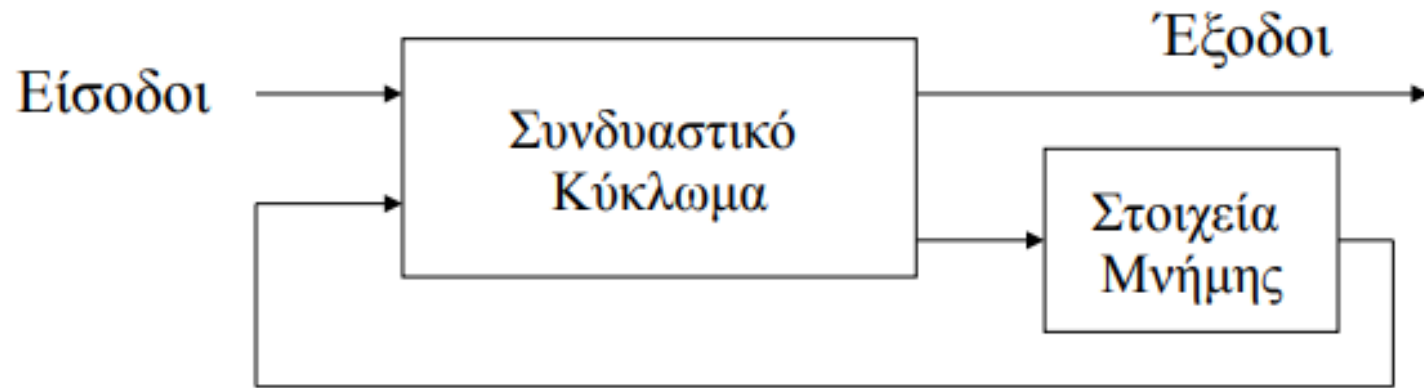 Είσοδοι
Συνδυαστικό
Κύκλωμα
Έξοδοι
Στοιχεία
Μνήμης